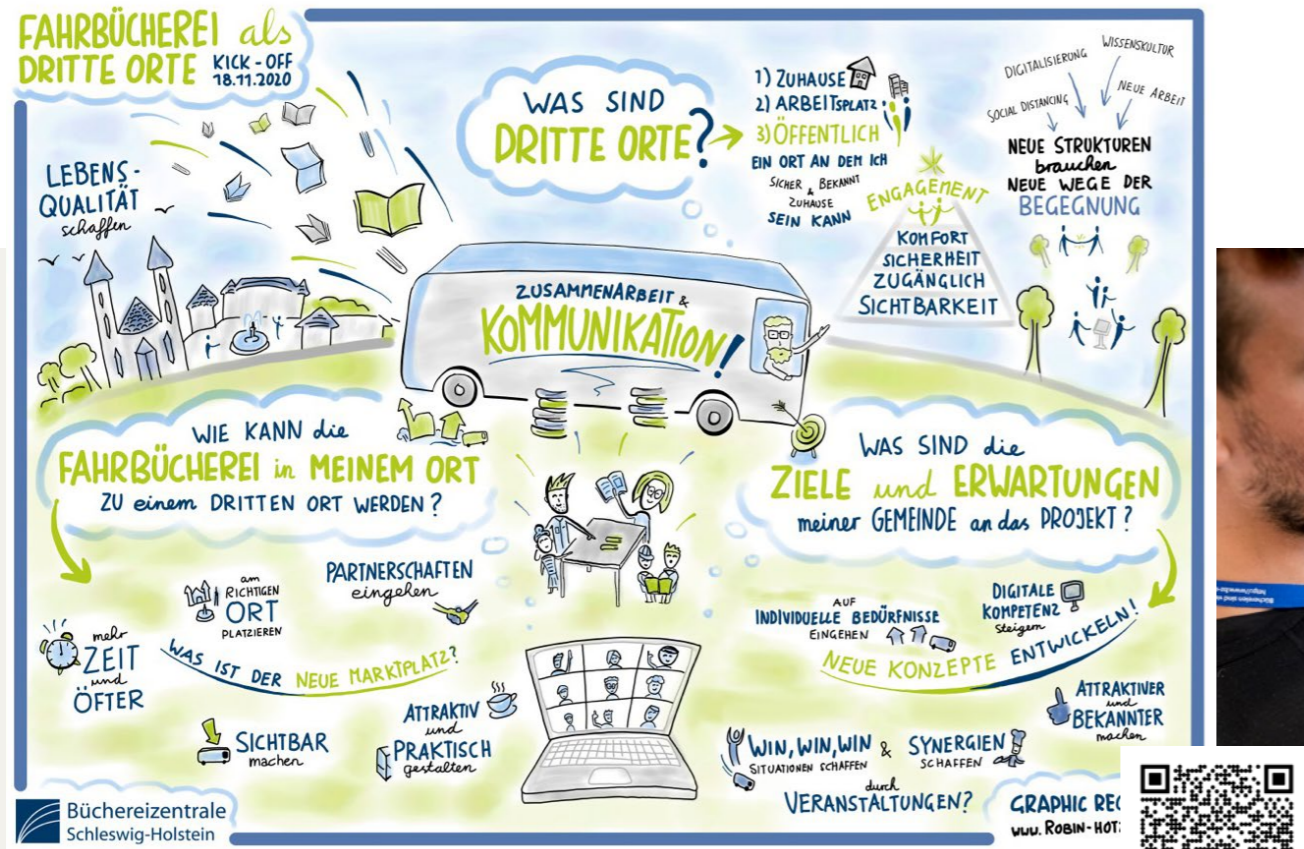 FAHRBÜCHEREI als
DRITTE ORTE
KICK - OFF
18.11.2020
LEBENS-
QUALITÄT
schaffen
WAS SIND
DRITTE ORTE?
1) ZUHAUSE
2) ARBEITSPLATZ
3) ÖFFENTLICH
EIN ORT AN DEM ICH
SICHER & BEKANNT
ZUHAUSE
SEIN KANN
ENGAGEMENT
KOMFORT
SICHERHEIT
ZUGÄNGLICH
SICHTBARKEIT
SOCIAL DISTANCING
DIGITALISIERUNG
WISSENSKULTUR
NEUE ARBEIT
NEUE STRUKTUREN
brauchen
NEUE WEGE DER
BEGEGNUNG
ZUSAMMENARBEIT &
KOMMUNIKATION!
WIE KANN die
FAHRBÜCHEREI in MEINEM ORT
ZU einem DRITTEN ORT WERDEN?
mehr
ZEIT
und
ÖFTER
am
RICHTIGEN
ORT
PLATZIEREN
PARTNERSCHAFTEN
eingehen
WAS IST DER NEUE MARKTPLATZ?
SICHTBAR
machen
ATTRAKTIV
und
PRAKTISCH
gestalten
WAS SIND die
ZIELE und ERWARTUNGEN
meiner GEMEINDE an das PROJEKT?
AUF
INDIVIDUELLE BEDÜRFNISSE
EINGEHEN
DIGITALE
KOMPETENZ
steigern
NEUE KONZEPTE ENTWICKELN!
ATTRAKTIVER
und
BEKANNTER
machen
WIN, WIN, WIN
SITUATIONEN SCHAFFEN
& SYNERGIEN
SCHAFFEN
durch
VERANSTALTUNGEN?
Büchereizentrale
Schleswig-Holstein
GRAPHIC REC
WWW.ROBIN-HOT